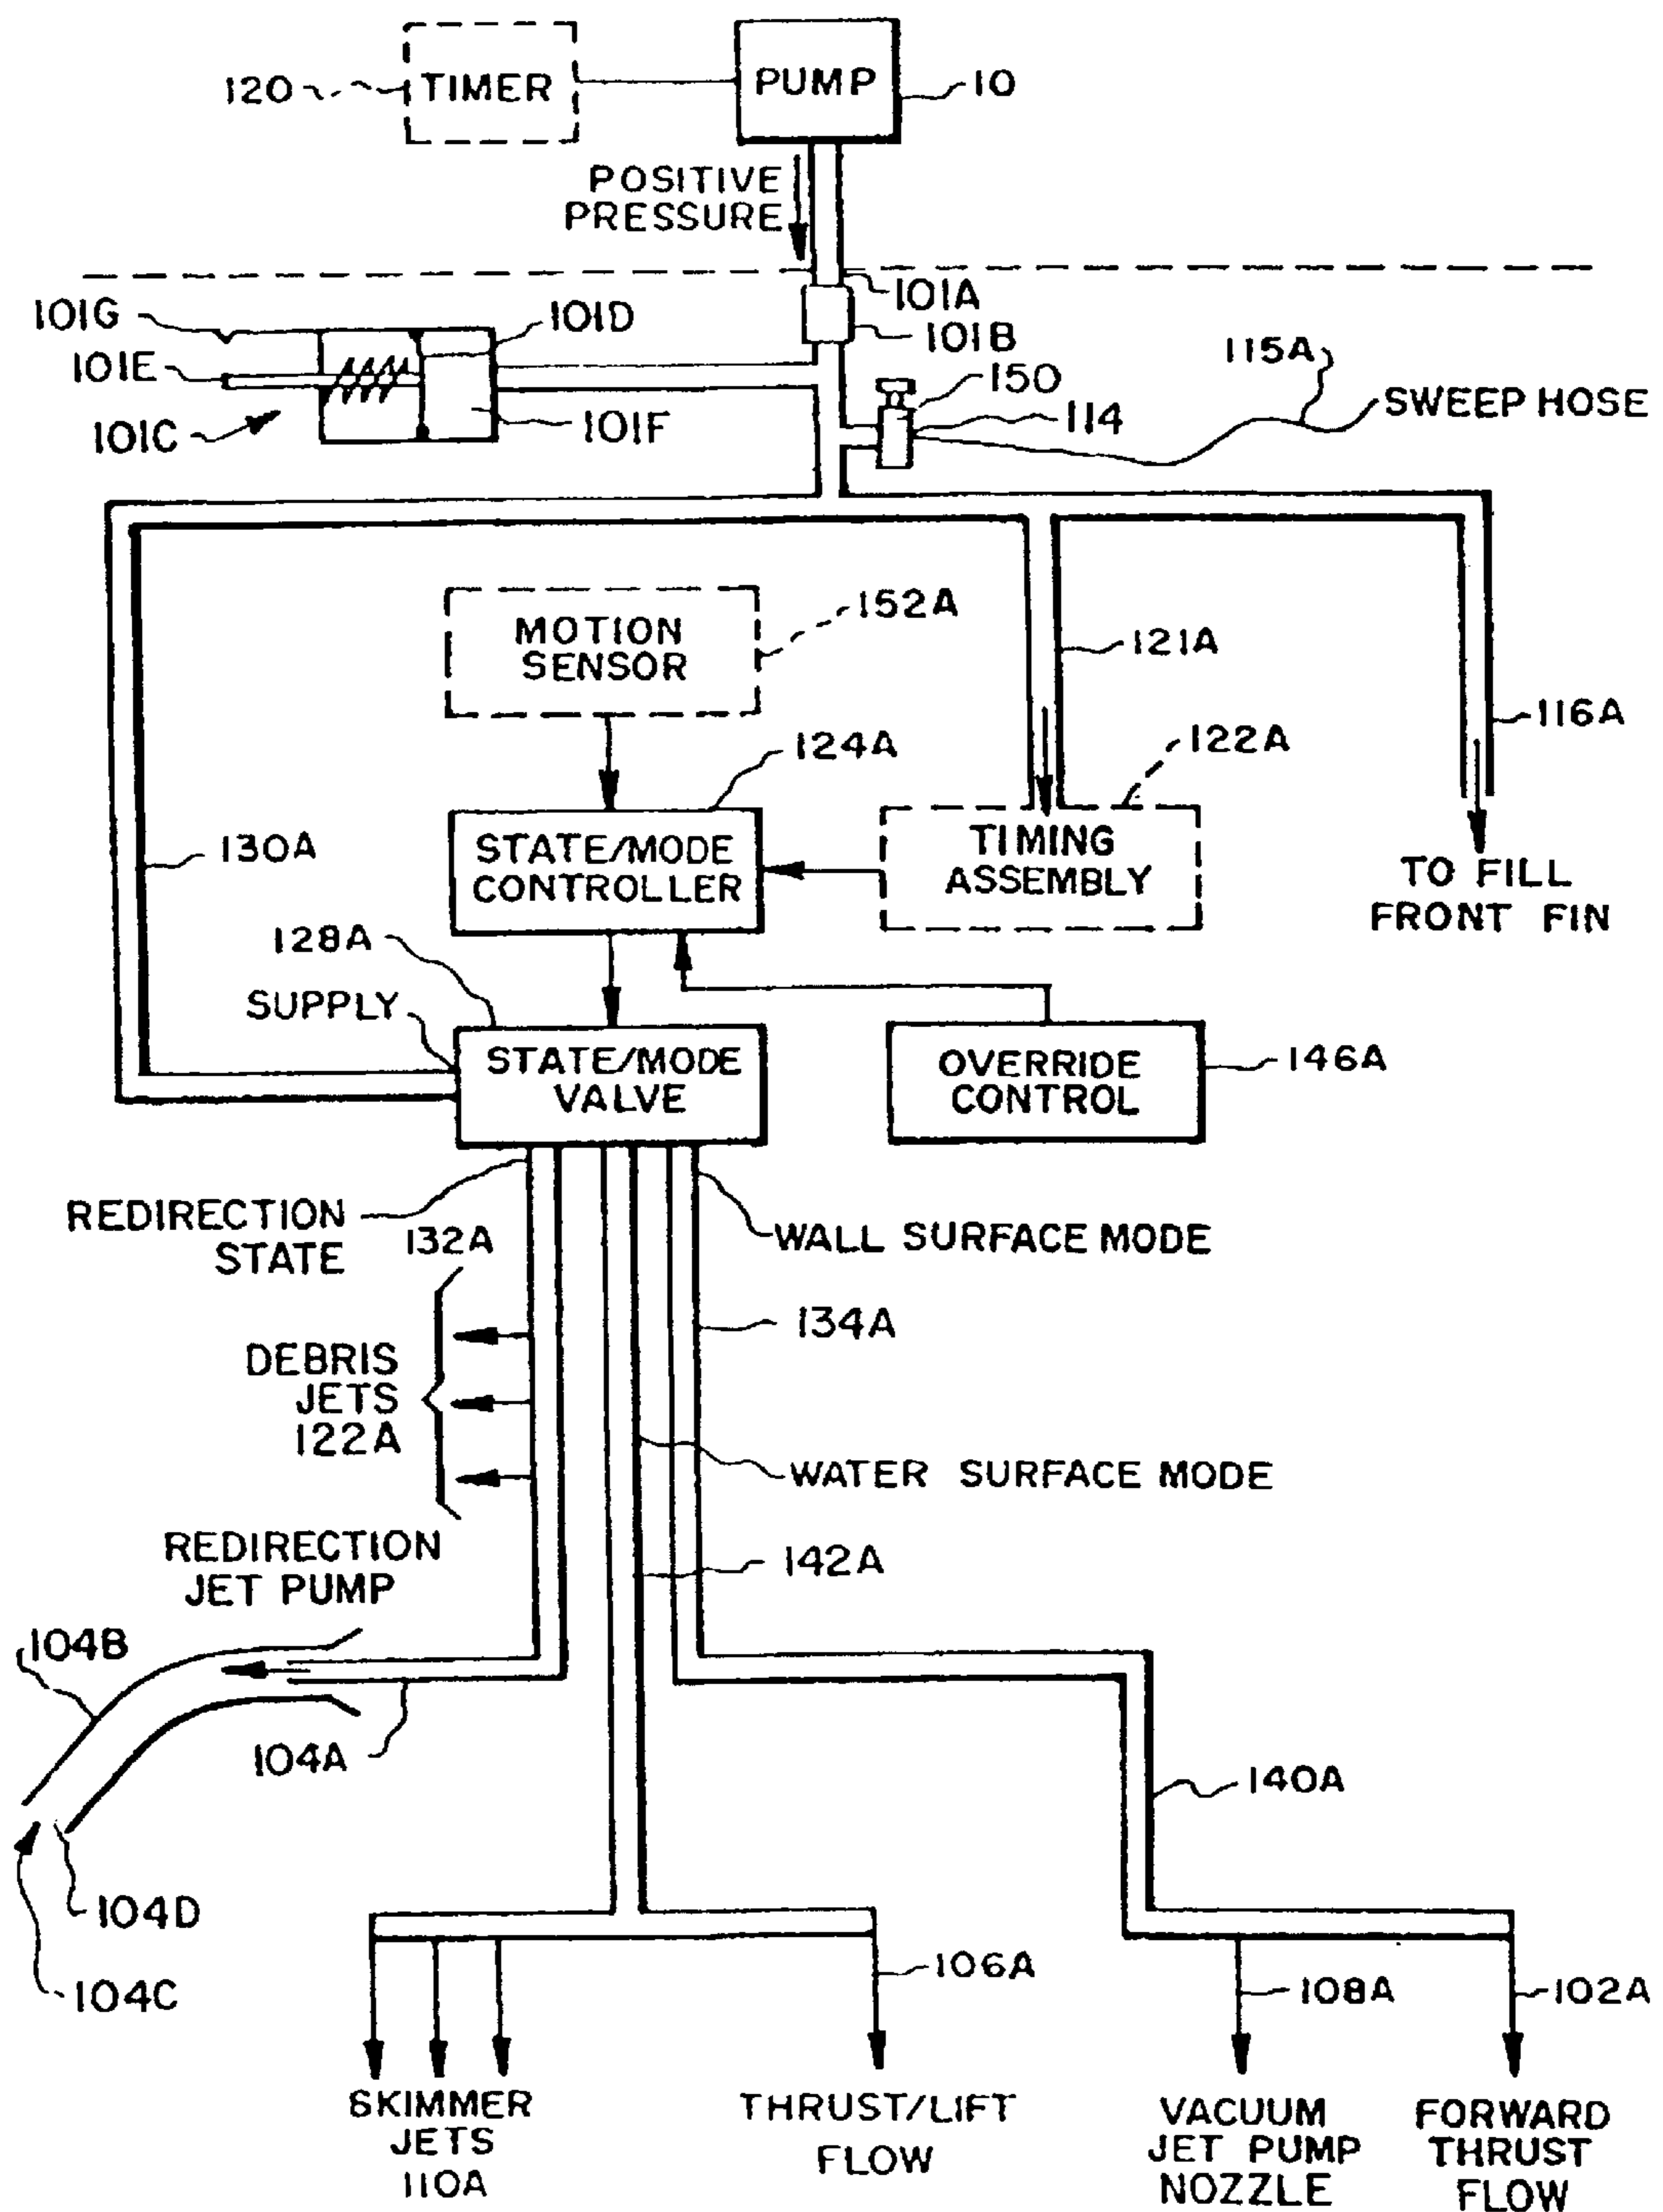 120
TIMER
PUMP
10
POSITIVE
PRESSURE
101A
101B
101G
101D
101E
101C
101F
150
114
115A
SWEEP HOSE
MOTION
SENSOR
152A
121A
116A
124A
122A
130A
STATE/MODE
CONTROLLER
TIMING
ASSEMBLY
TO FILL
FRONT FIN
128A
SUPPLY
STATE/MODE
VALVE
OVERRIDE
CONTROL
146A
REDIRECTION
STATE
132A
WALL SURFACE MODE
134A
DEBRIS
JETS
122A
WATER SURFACE MODE
REDIRECTION
JET PUMP
142A
104B
104A
140A
104D
104C
106A
108A
102A
SKIMMER
JETS
110A
THRUST/LIFT
FLOW
VACUUM
JET PUMP
NOZZLE
FORWARD
THRUST
FLOW